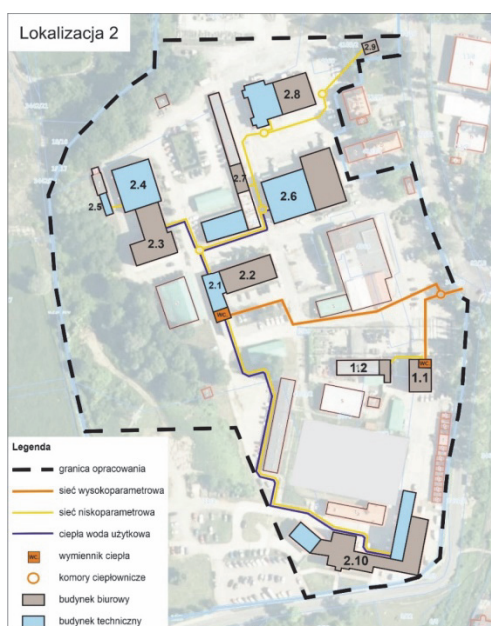 Lokalizacja 2
2.9
2.8
2.7
2.4
2.6
2.5
2.3
2.2
2.1
WC.
1.2
WC.
1.1
2.10
Legenda
granica opracowania
sieć wysokoparametrowa
sieć niskoparametrowa
ciepła woda użytkowa
WC.
wymiennik ciepła
komory ciepłownicze
budynek biurowy
budynek techniczny